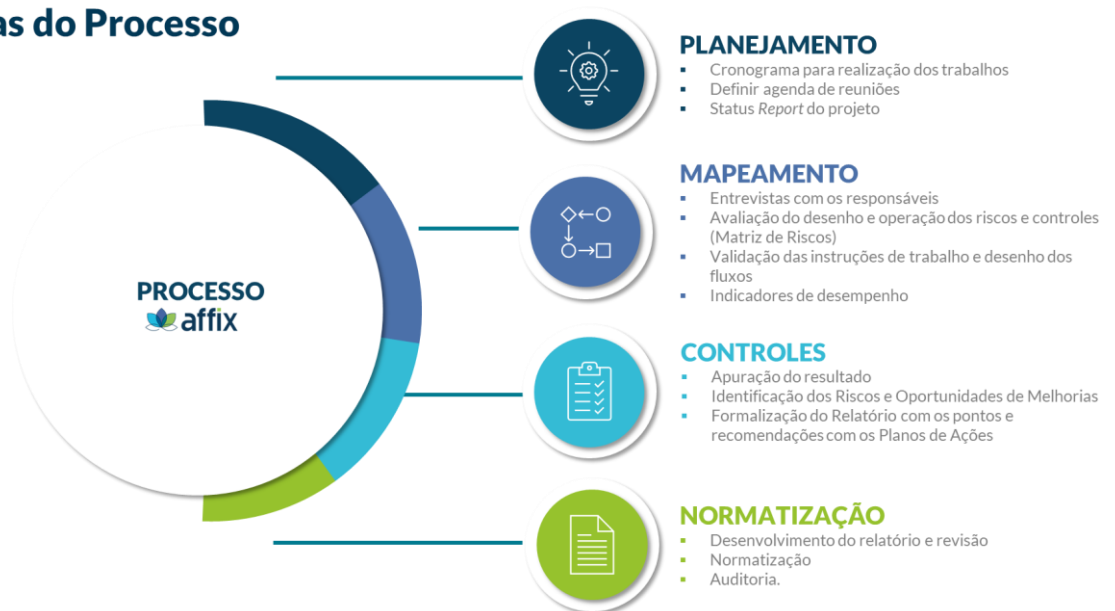 as do Processo
PROCESSO
affix
PLANEJAMENTO
▪ Cronograma para realização dos trabalhos
▪ Definir agenda de reuniões
▪ Status Report do projeto
MAPEAMENTO
▪ Entrevistas com os responsáveis
▪ Avaliação do desenho e operação dos riscos e controles
(Matriz de Riscos)
▪ Validação das instruções de trabalho e desenho dos
fluxos
▪ Indicadores de desempenho
CONTROLES
▪ Apuração do resultado
▪ Identificação dos Riscos e Oportunidades de Melhorias
▪ Formalização do Relatório com os pontos e
recomendações com os Planos de Ações
NORMATIZAÇÃO
▪ Desenvolvimento do relatório e revisão
▪ Normatização
▪ Auditoria.